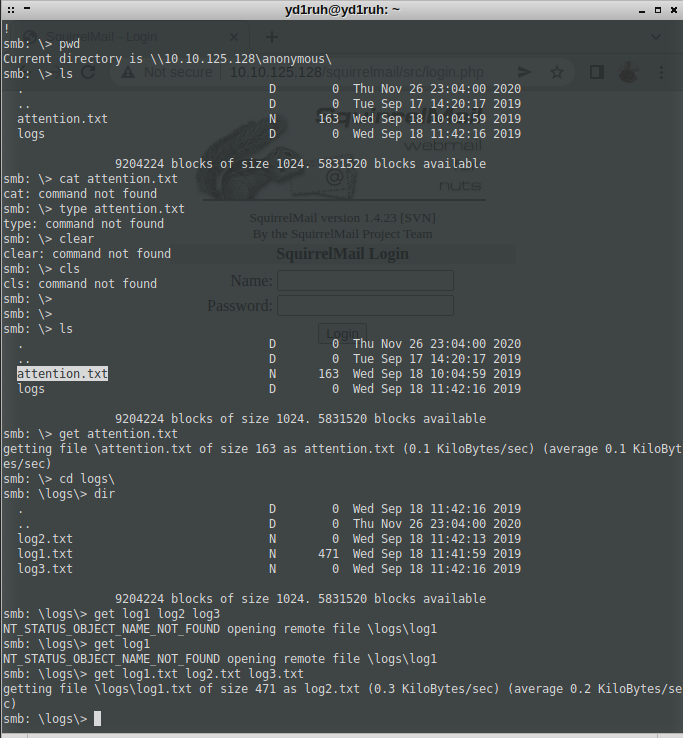 yd1ruh@yd1ruh: ~
!
smb: \> pwd
Current directory is \\10.10.125.128\anonymous\
smb: \> ls
. D 0 Thu Nov 26 23:04:00 2020
.. D 0 Tue Sep 17 14:20:17 2019
attention.txt N 163 Wed Sep 18 10:04:59 2019
logs D 0 Wed Sep 18 11:42:16 2019
9204224 blocks of size 1024. 5831520 blocks available
smb: \> cat attention.txt
cat: command not found
smb: \> type attention.txt
type: command not found
smb: \> clear
clear: command not found
smb: \> cls
cls: command not found
smb: \>
smb: \>
smb: \> ls
. D 0 Thu Nov 26 23:04:00 2020
.. D 0 Tue Sep 17 14:20:17 2019
attention.txt N 163 Wed Sep 18 10:04:59 2019
logs D 0 Wed Sep 18 11:42:16 2019
9204224 blocks of size 1024. 5831520 blocks available
smb: \> get attention.txt
getting file \attention.txt of size 163 as attention.txt (0.1 KiloBytes/sec) (average 0.1 KiloByt
es/sec)
smb: \> cd logs\
smb: \logs\> dir
. D 0 Wed Sep 18 11:42:16 2019
.. D 0 Thu Nov 26 23:04:00 2020
log2.txt N 0 Wed Sep 18 11:42:13 2019
log1.txt N 471 Wed Sep 18 11:41:59 2019
log3.txt N 0 Wed Sep 18 11:42:16 2019
9204224 blocks of size 1024. 5831520 blocks available
smb: \logs\> get log1 log2 log3
NT_STATUS_OBJECT_NAME_NOT_FOUND opening remote file \logs\log1
smb: \logs\> get log1
NT_STATUS_OBJECT_NAME_NOT_FOUND opening remote file \logs\log1
smb: \logs\> get log1.txt log2.txt log3.txt
getting file \logs\log1.txt of size 471 as log2.txt (0.3 KiloBytes/sec) (average 0.2 KiloBytes/se
c)
smb: \logs\>
SquirrelMail - Login
Not secure 10.10.125.128/squirrelmail/src/login.php
webmail
for
nuts
SquirrelMail version 1.4.23 [SVN]
By the SquirrelMail Project Team
SquirrelMail Login
Name:
Password:
Login